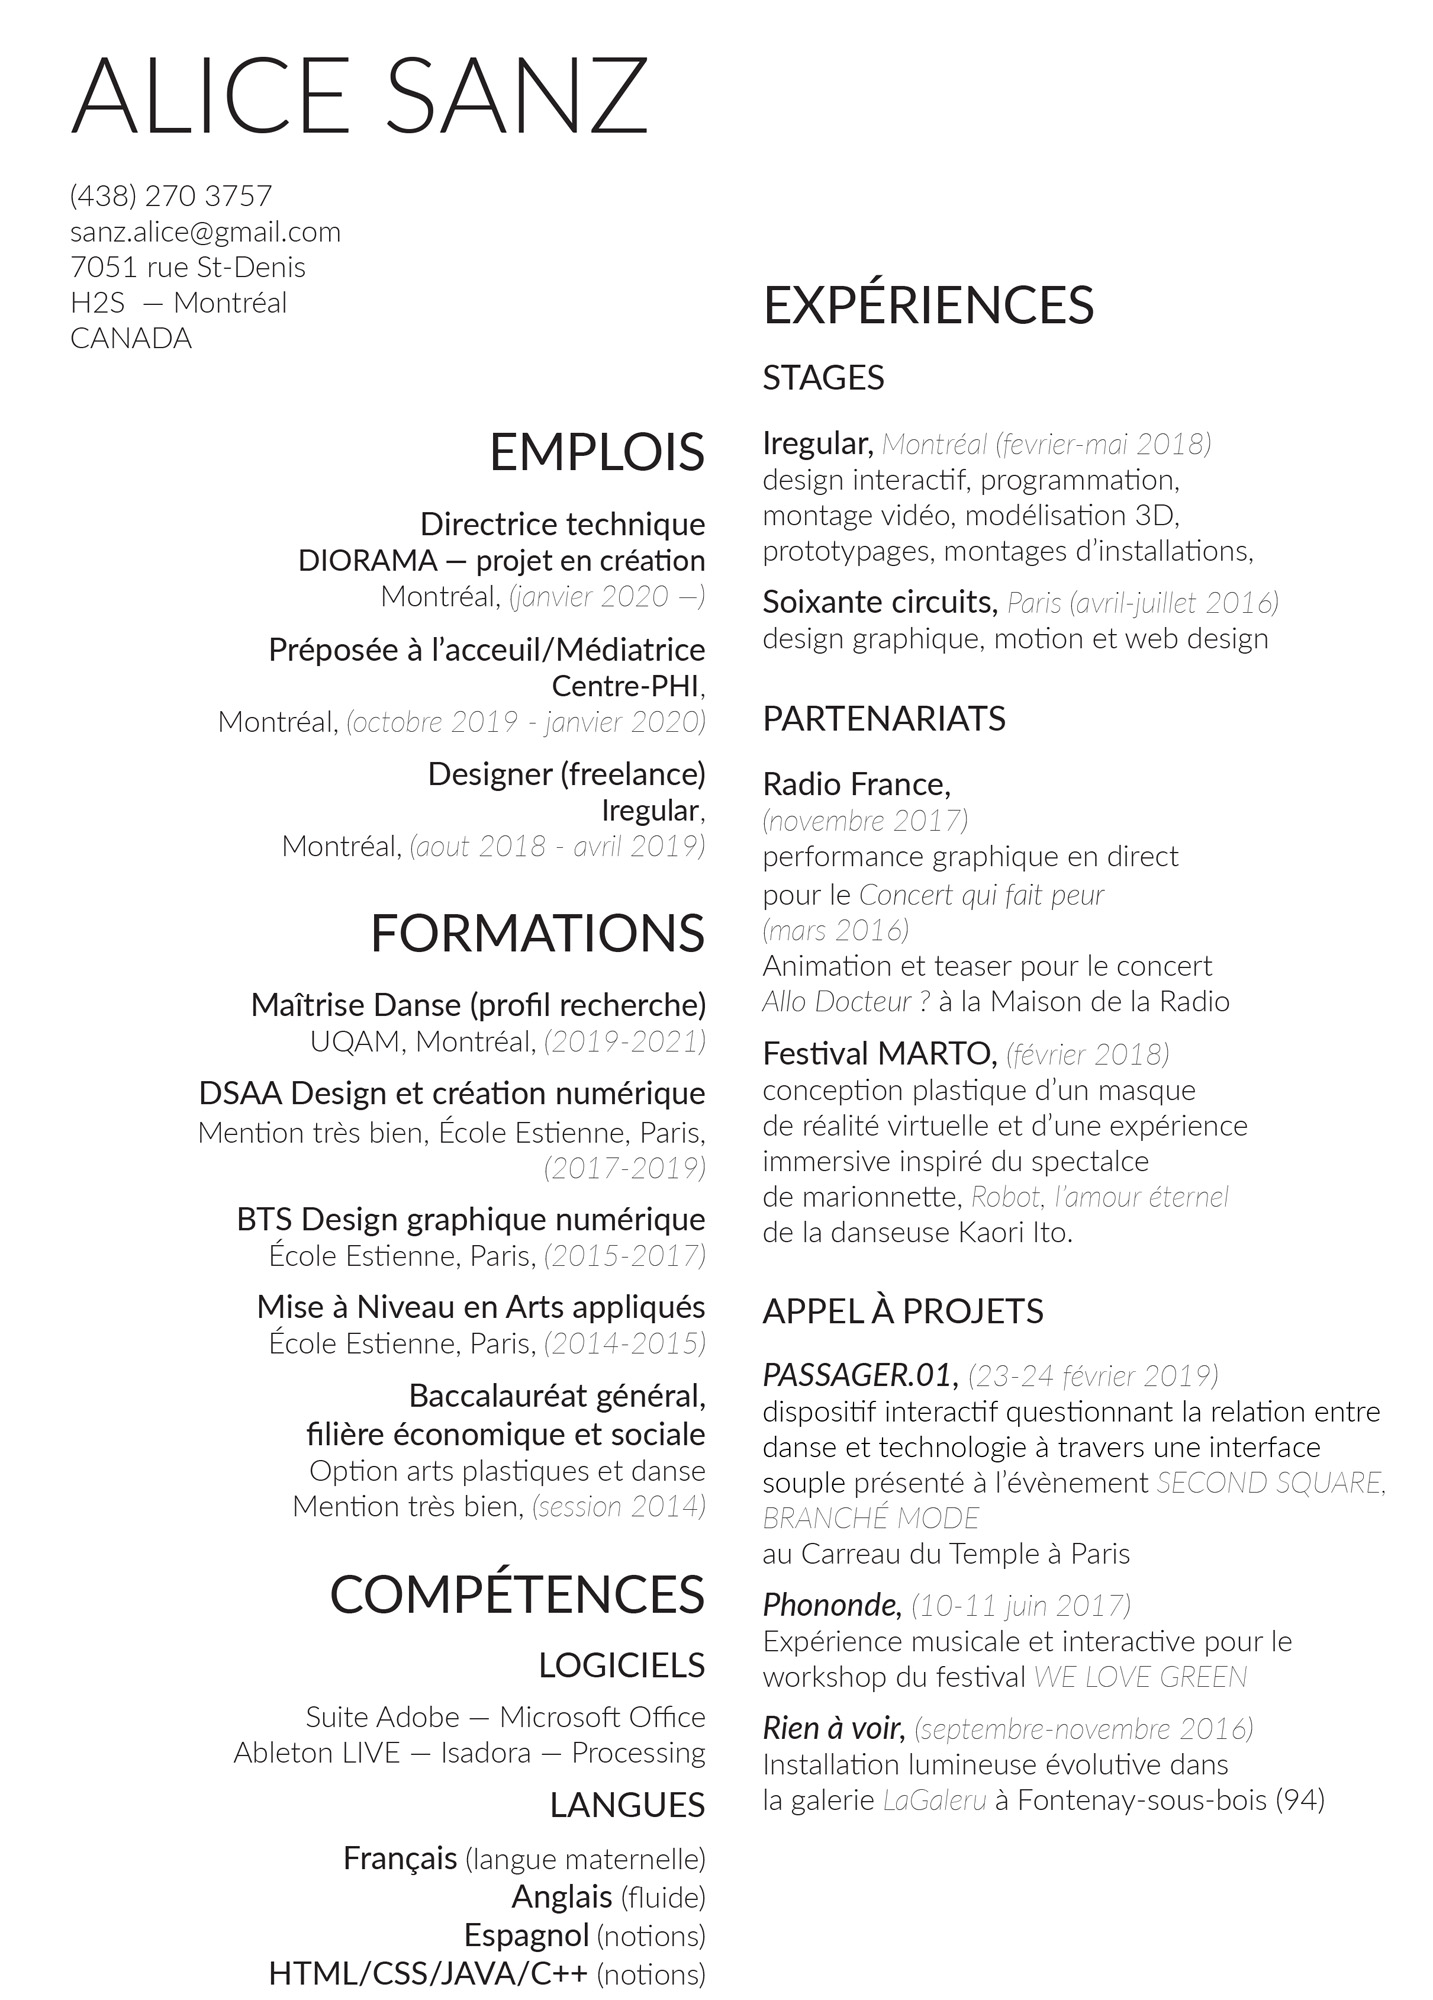 ALICE SANZ
(438) 270 3757
sanz.alice@gmail.com
7051 rue St-Denis
H2S — Montréal
CANADA
EMPLOIS
Directrice technique
DIORAMA — projet en création
Montréal, (janvier 2020 —)
Préposée à l’acceuil/Médiatrice
Centre-PHI,
Montréal, (octobre 2019 - janvier 2020)
Designer (freelance)
Iregular,
Montréal, (aout 2018 - avril 2019)
FORMATIONS
Maîtrise Danse (profil recherche)
UQAM, Montréal, (2019-2021)
DSAA Design et création numérique
Mention très bien, École Estienne, Paris,
(2017-2019)
BTS Design graphique numérique
École Estienne, Paris, (2015-2017)
Mise à Niveau en Arts appliqués
École Estienne, Paris, (2014-2015)
Baccalauréat général,
filière économique et sociale
Option arts plastiques et danse
Mention très bien, (session 2014)
COMPÉTENCES
LOGICIELS
Suite Adobe — Microsoft Office
Ableton LIVE — Isadora — Processing
LANGUES
Français (langue maternelle)
Anglais (fluide)
Espagnol (notions)
HTML/CSS/JAVA/C++ (notions)
EXPÉRIENCES
STAGES
Iregular, Montréal (fevrier-mai 2018)
design interactif, programmation,
montage vidéo, modélisation 3D,
prototypages, montages d’installations,
Soixante circuits, Paris (avril-juillet 2016)
design graphique, motion et web design
PARTENARIATS
Radio France,
(novembre 2017)
performance graphique en direct
pour le Concert qui fait peur
(mars 2016)
Animation et teaser pour le concert
Allo Docteur ? à la Maison de la Radio
Festival MARTO, (février 2018)
conception plastique d’un masque
de réalité virtuelle et d’une expérience
immersive inspiré du spectalce
de marionnette, Robot, l’amour éternel
de la danseuse Kaori Ito.
APPEL À PROJETS
PASSAGER.01, (23-24 février 2019)
dispositif interactif questionnant la relation entre
danse et technologie à travers une interface
souple présenté à l’évènement SECOND SQUARE,
BRANCHÉ MODE
au Carreau du Temple à Paris
Phononde, (10-11 juin 2017)
Expérience musicale et interactive pour le
workshop du festival WE LOVE GREEN
Rien à voir, (septembre-novembre 2016)
Installation lumineuse évolutive dans
la galerie LaGaleru à Fontenay-sous-bois (94)